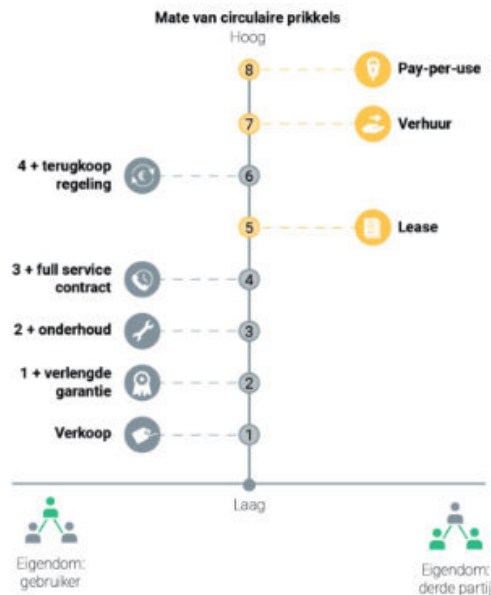 Mate van circulaire prikkels
Hoog
8
Pay-per-use
7
Verhuur
4 + terugkoop
regeling
6
5
Lease
3 + full service
contract
4
2 + onderhoud
3
1 + verlengde
garantie
2
Verkoop
1
Laag
Eigendom:
gebruiker
Eigendom:
derde partij